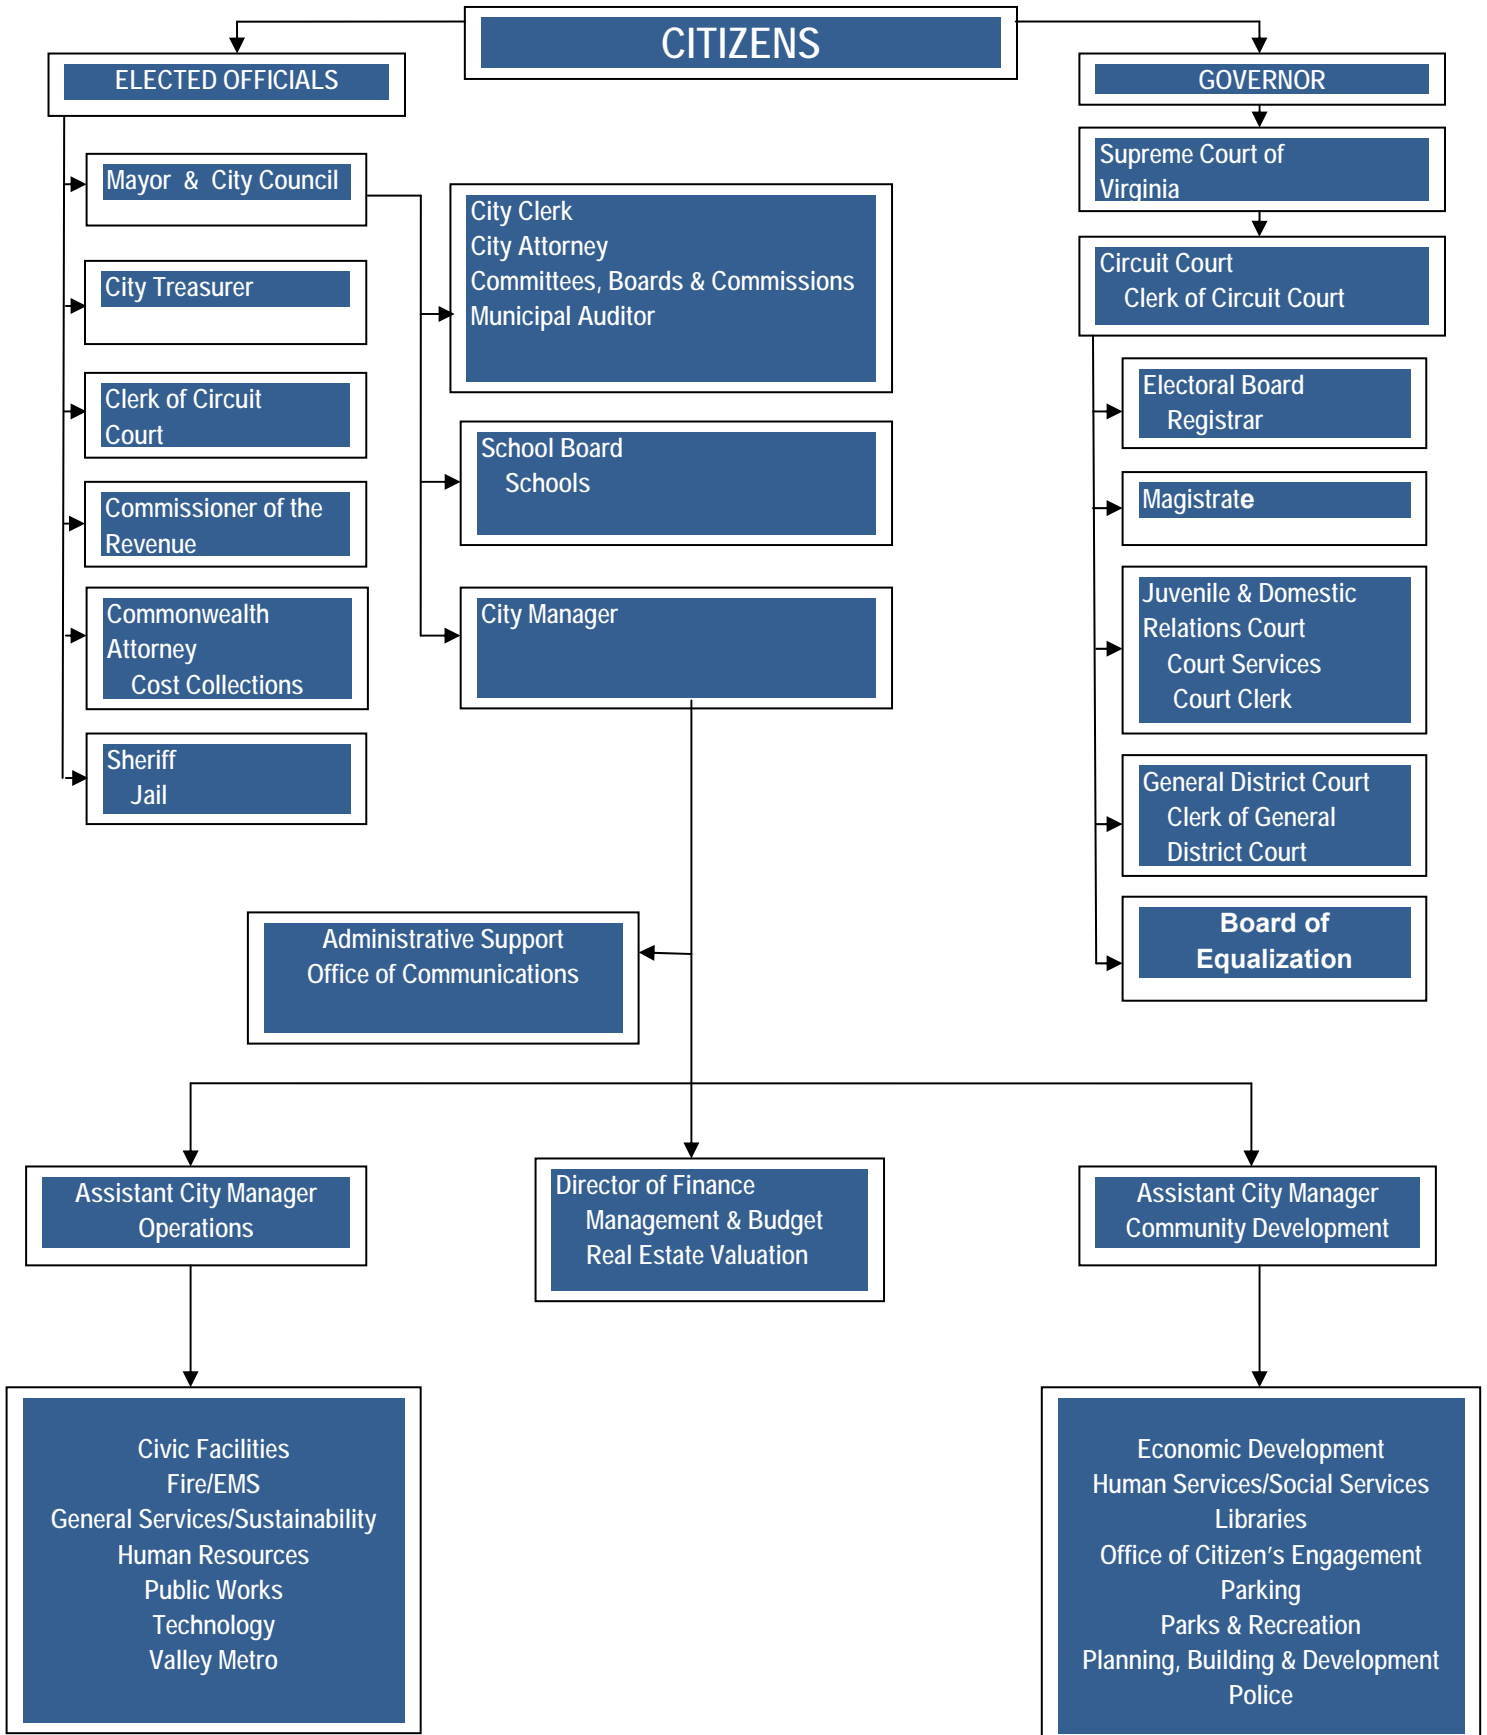 CITIZENS
ELECTED OFFICIALS
GOVERNOR
Mayor & City Council
City Treasurer
Clerk of Circuit
Court
Commissioner of the
Revenue
Commonwealth
Attorney
Cost Collections
Sheriff
Jail
City Clerk
City Attorney
Committees, Boards & Commissions
Municipal Auditor
School Board
Schools
City Manager
Supreme Court of
Virginia
Circuit Court
Clerk of Circuit Court
Electoral Board
Registrar
Magistrate
Juvenile & Domestic
Relations Court
Court Services
Court Clerk
General District Court
Clerk of General
District Court
Board of
Equalization
Administrative Support
Office of Communications
Assistant City Manager
Operations
Director of Finance
Management & Budget
Real Estate Valuation
Assistant City Manager
Community Development
Civic Facilities
Fire/EMS
General Services/Sustainability
Human Resources
Public Works
Technology
Valley Metro
Economic Development
Human Services/Social Services
Libraries
Office of Citizen’s Engagement
Parking
Parks & Recreation
Planning, Building & Development
Police